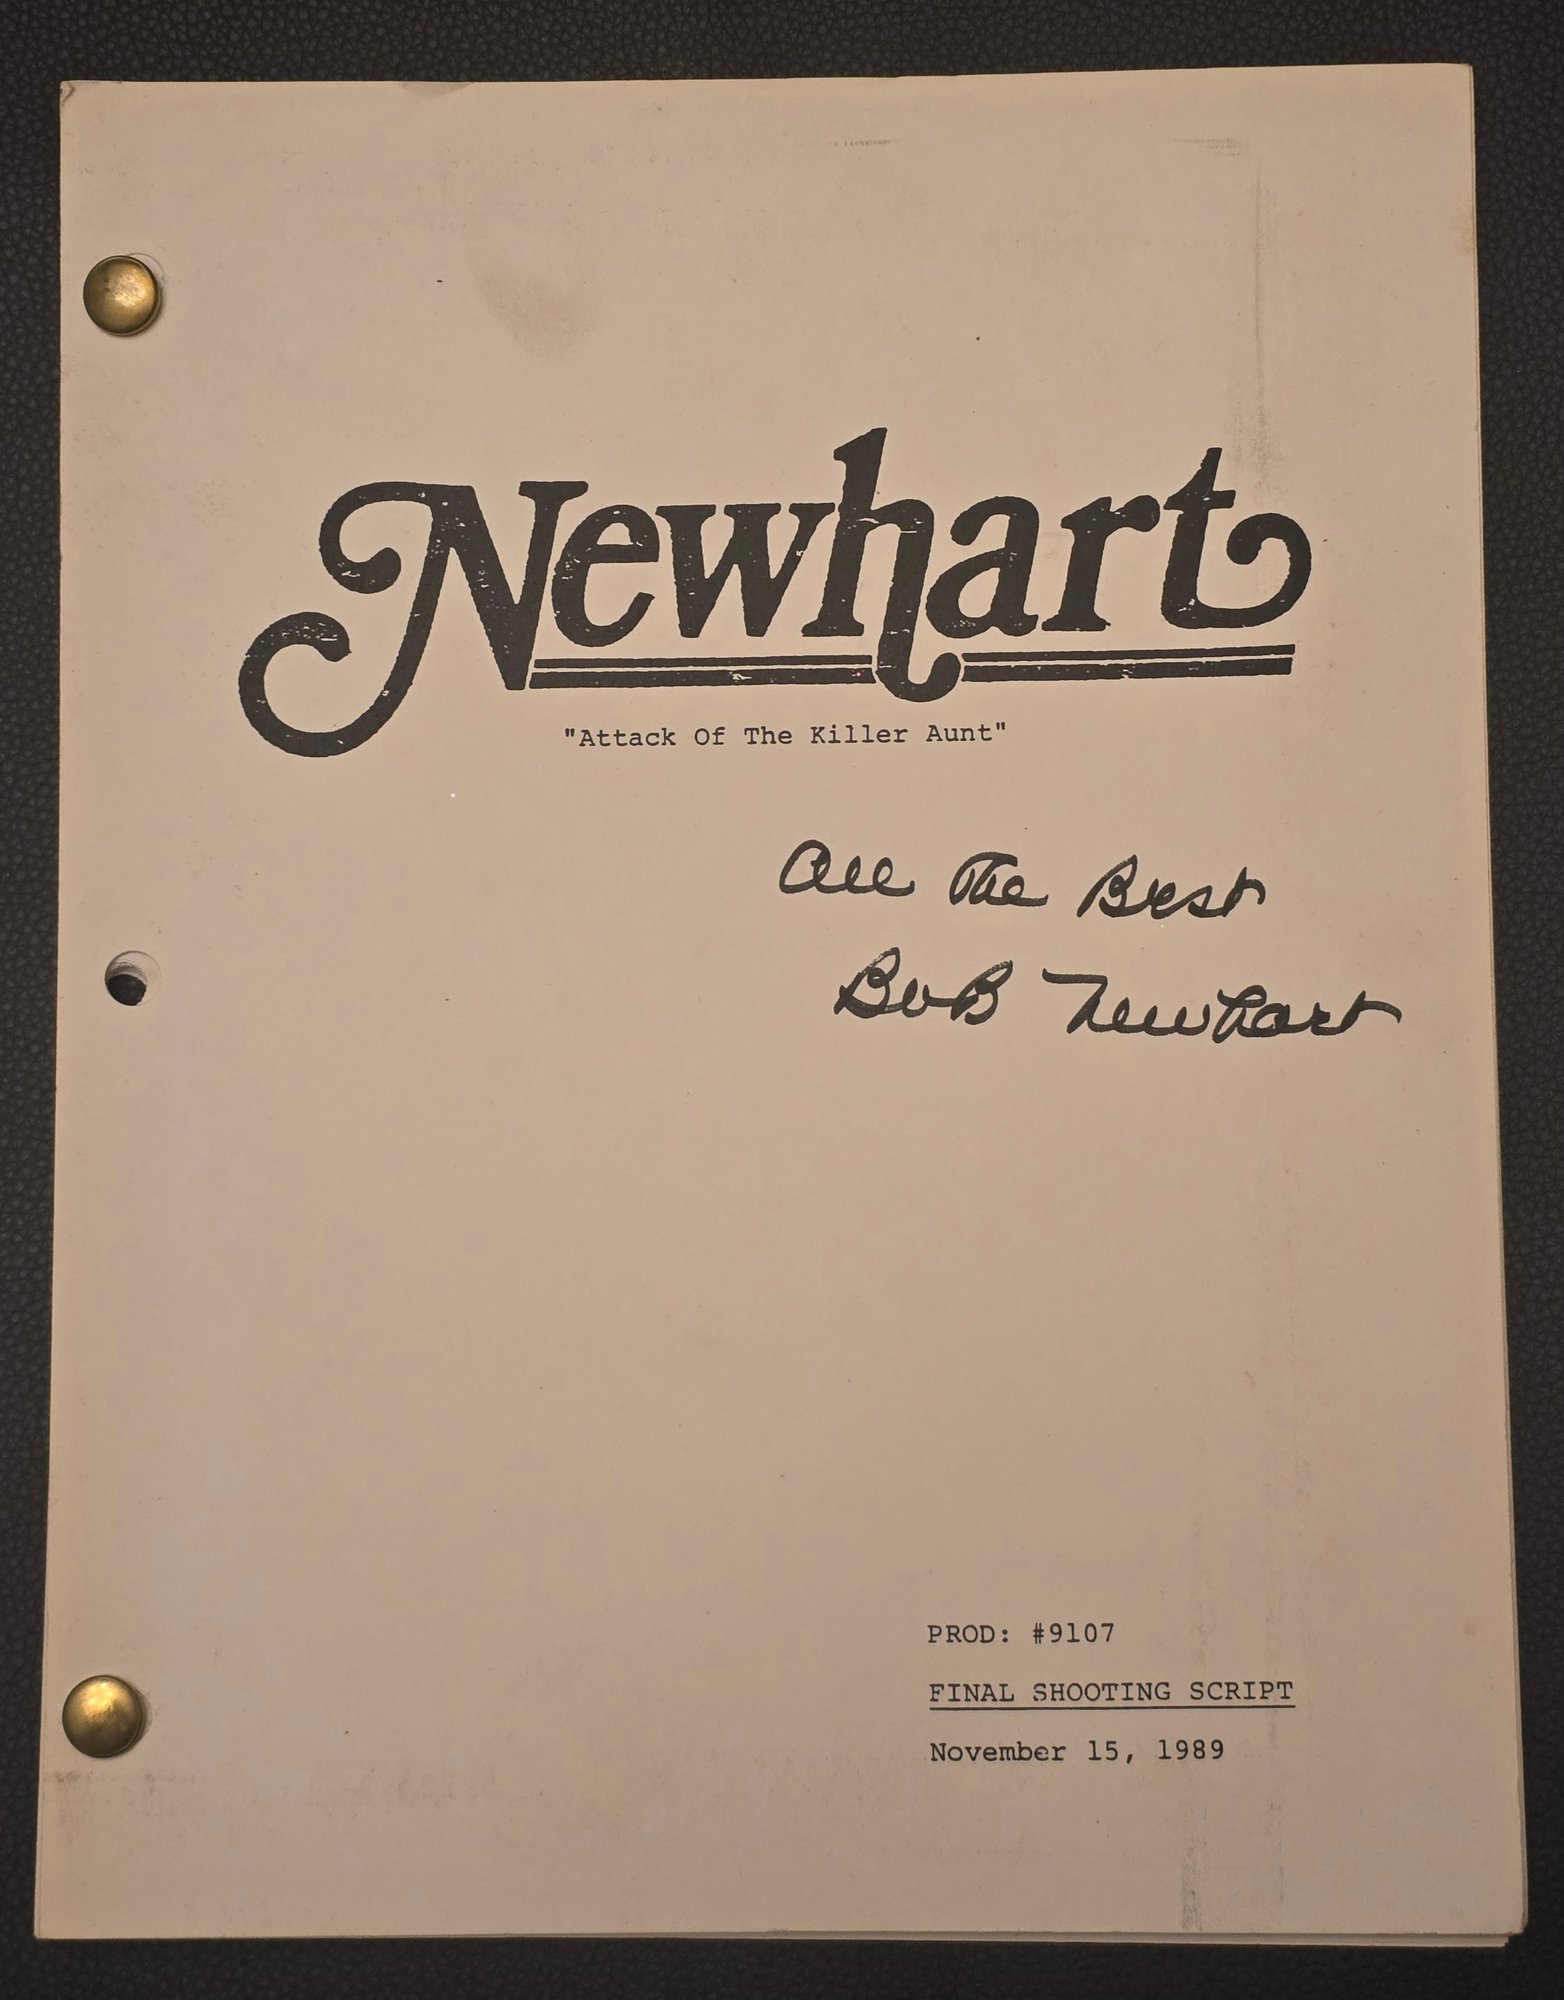 Newhart
"Attack Of The Killer Aunt"
All The Best
BoB Newhart
PROD: #9107
FINAL SHOOTING SCRIPT
November 15, 1989